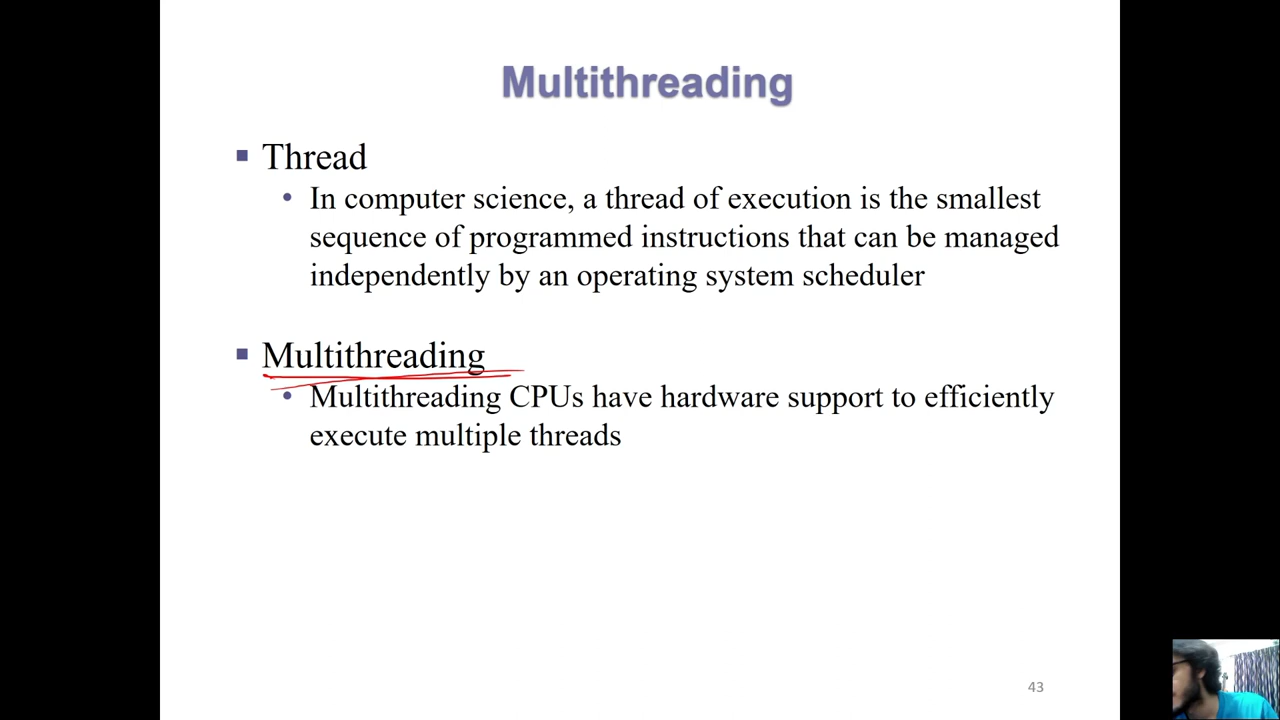 Multithreading
Thread
In computer science, a thread of execution is the smallest
sequence of programmed instructions that can be managed
independently by an operating system scheduler
Multithreading
Multithreading CPUs have hardware support to efficiently
execute multiple threads
43